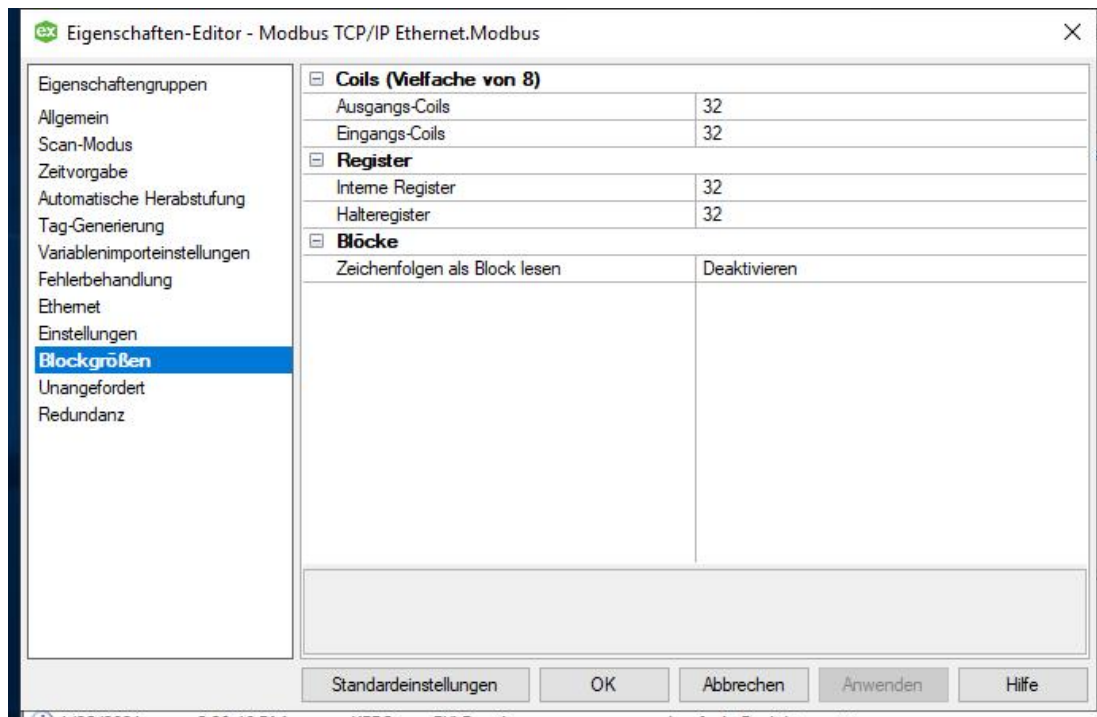 ex Eigenschaften-Editor - Modbus TCP/IP Ethernet.Modbus
Eigenschaftengruppen
Allgemein
Scan-Modus
Zeitvorgabe
Automatische Herabstufung
Tag-Generierung
Variablenimporteinstellungen
Fehlerbehandlung
Ethernet
Einstellungen
Blockgrößen
Unangefordert
Redundanz
Coils (Vielfache von 8)
Ausgangs-Coils 32
Eingangs-Coils 32
Register
Interne Register 32
Halteregister 32
Blöcke
Zeichenfolgen als Block lesen Deaktivieren
Standardeinstellungen OK Abbrechen Anwenden Hilfe